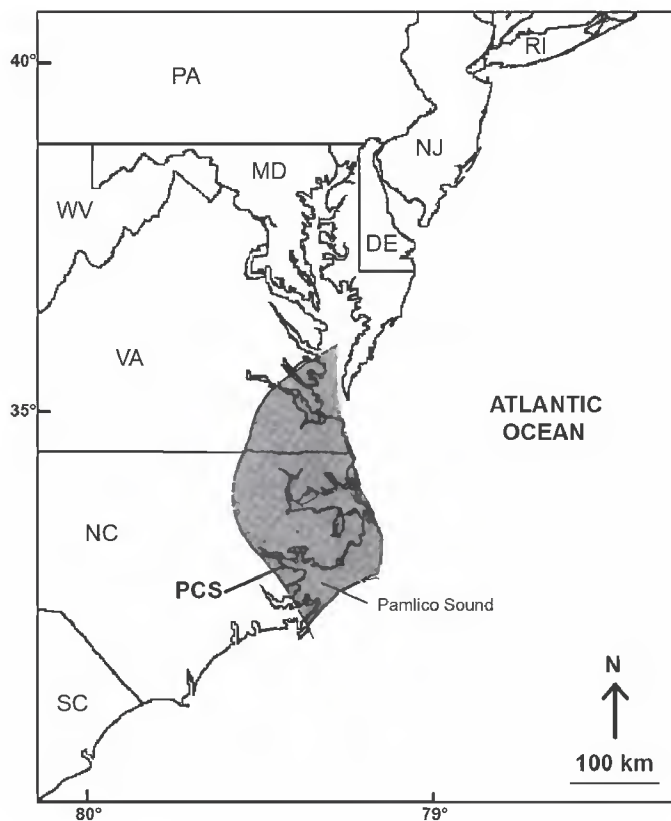 40°
PA
RI
NJ
MD
WV
DE
VA
35°
ATLANTIC
OCEAN
NC
PCS
Pamlico Sound
N
SC
100 km
80°
79°